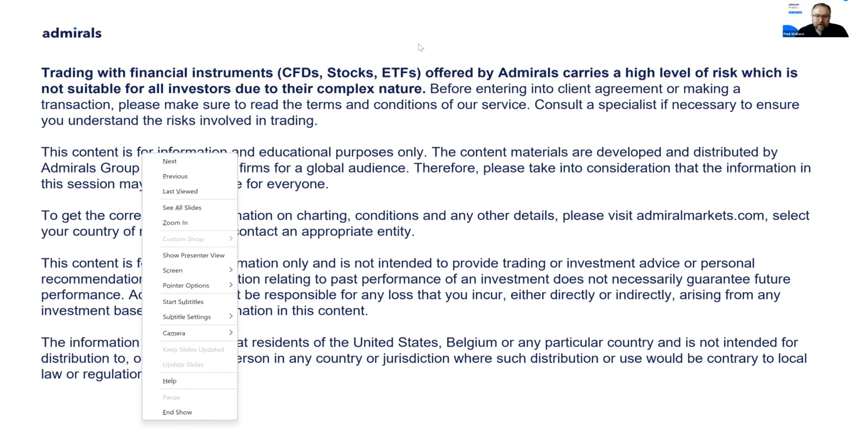 admirals
Trading with financial instruments (CFDs, Stocks, ETFs) offered by Admirals carries a high level of risk which is
not suitable for all investors due to their complex nature. Before entering into client agreement or making a
transaction, please make sure to read the terms and conditions of our service. Consult a specialist if necessary to ensure
you understand the risks involved in trading.
This content is for information and educational purposes only. The content materials are developed and distributed by
Admirals Group firms for a global audience. Therefore, please take into consideration that the information in
this session may e for everyone.
To get the corre mation on charting, conditions and any other details, please visit admiralmarkets.com, select
your country of contact an appropriate entity.
This content is f rmation only and is not intended to provide trading or investment advice or personal
recommendation tion relating to past performance of an investment does not necessarily guarantee future
performance. t be responsible for any loss that you incur, either directly or indirectly, arising from any
investment base mation in this content.
The information at residents of the United States, Belgium or any particular country and is not intended for
distribution to, o erson in any country or jurisdiction where such distribution or use would be contrary to local
law or regulation
Next
Previous
Last Viewed
See All Slides
Zoom In
Custom Show
Show Presenter View
Screen
Pointer Options
Start Subtitles
Subtitle Settings
Camera
Keep Slides Updated
Update Slides
Help
Pause
End Show